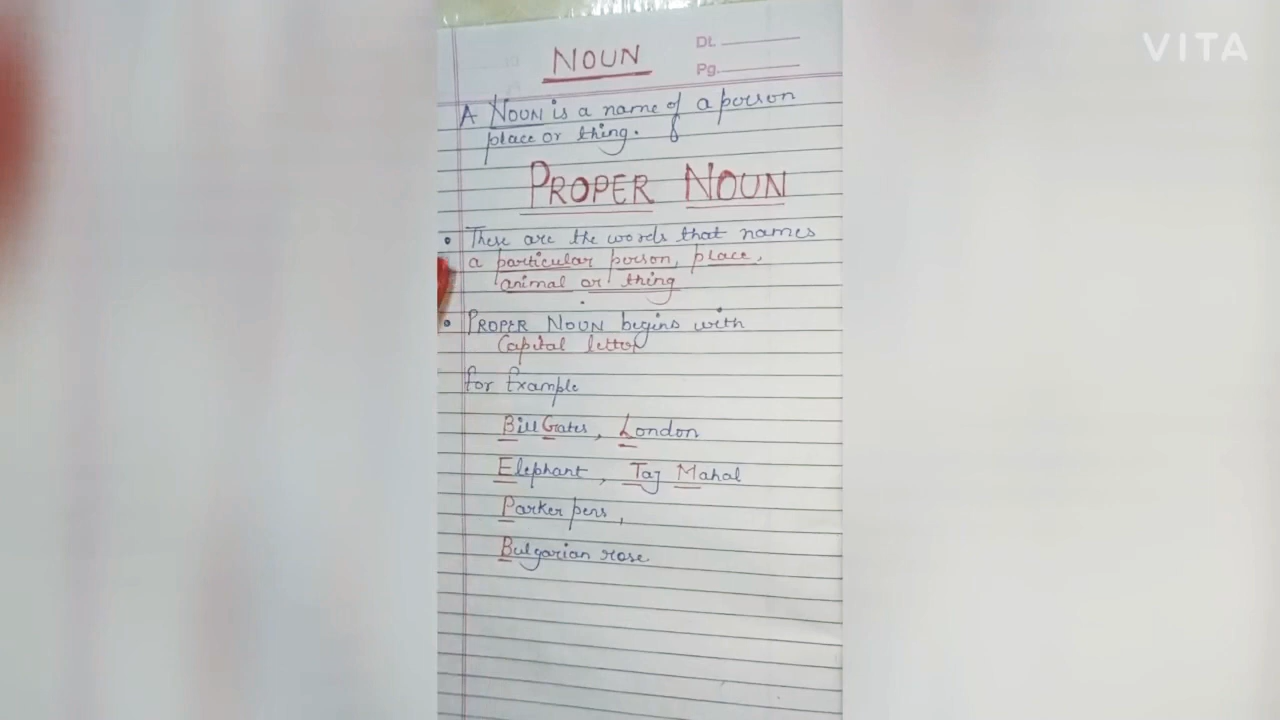 VITA
NOUN
Dt.
Pg.
A NOUN is a name of a person
place or thing.
PROPER NOUN
• These are the words that names
a particular person, place,
animal or thing
• PROPER NOUN begins with
Capital letter
for Example
Bill Gates, London
Elephant, Taj Mahal
Parker pens,
Bulgarian rose